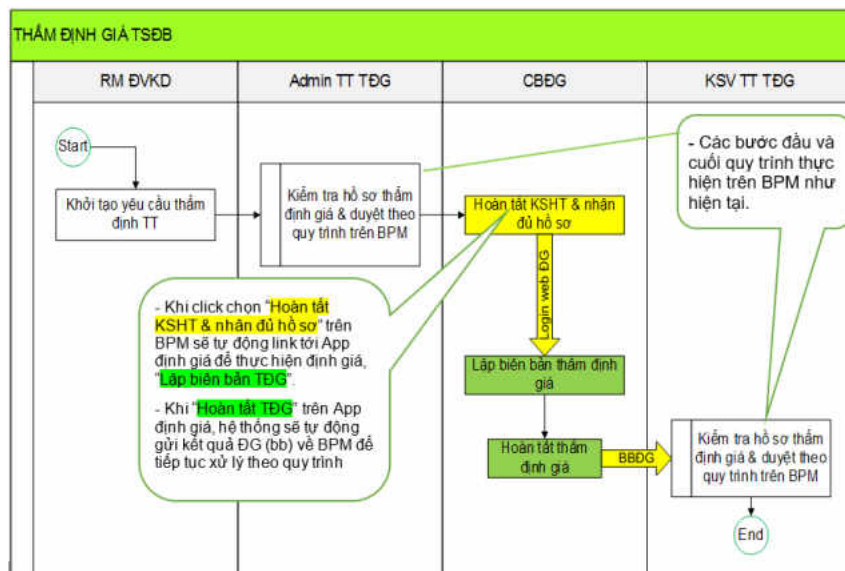 THẨM ĐỊNH GIÁ TSĐB
RM ĐVKD
Admin TT TĐG
CBĐG
KSV TT TĐG
Start
Khởi tạo yêu cầu thẩm
định TT
Kiểm tra hồ sơ thẩm
định giá & duyệt theo
quy trình trên BPM
Hoàn tất KSHT & nhận
đủ hồ sơ
- Các bước đầu và
cuối quy trình thực
hiện trên BPM như
hiện tại.
- Khi click chọn "Hoàn tất
KSHT & nhận đủ hồ sơ" trên
BPM sẽ tự động link tới App
định giá để thực hiện định giá,
"Lập biên bản TĐG".
- Khi "Hoàn tất TĐG" trên App
định giá, hệ thống sẽ tự động
gửi kết quả ĐG (bb) về BPM để
tiếp tục xử lý theo quy trình
Login web ĐG
Lập biên bản thẩm định
giá
Hoàn tất thẩm
định giá
BBĐG
Kiểm tra hồ sơ thẩm
định giá & duyệt theo
quy trình trên BPM
End